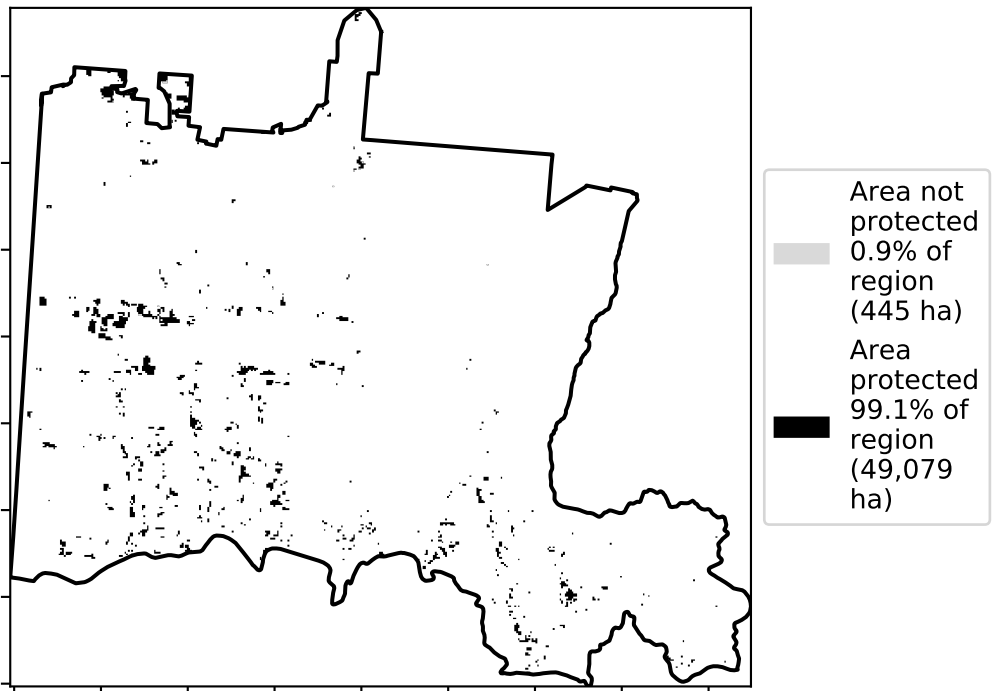 Area not
protected
0.9% of
region
(445 ha)
Area
protected
99.1% of
region
(49,079
ha)